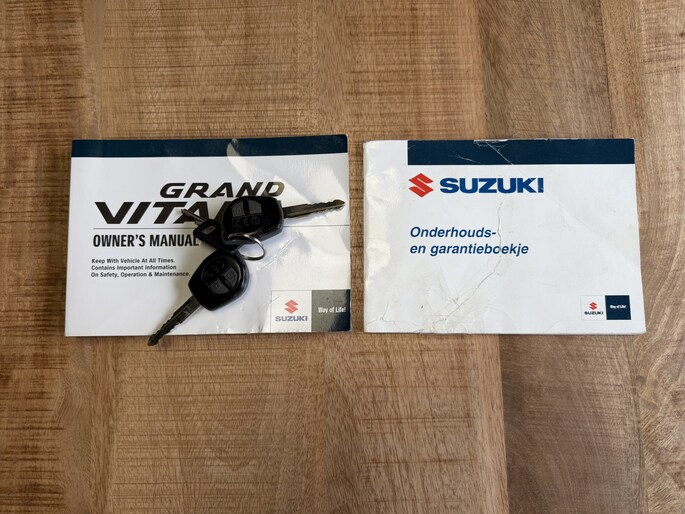 GRAND
OWNER'S MANUAL
Keep With Vehicle At All Times.
Contains Important Information
On Safety, Operation & Maintenance.
SUZUKI
Way of Life!
SUZUKI
Onderhouds-
en garantieboekje
SUZUKI
Way of Life!